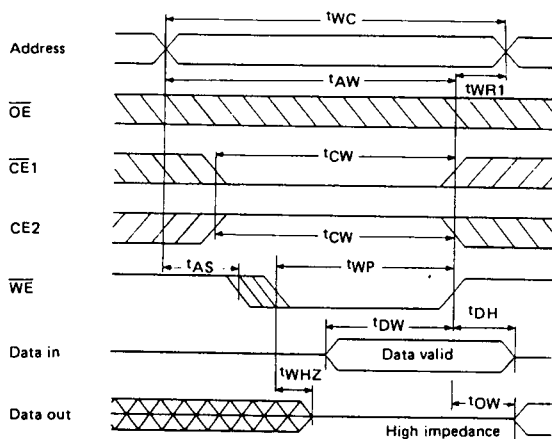 tWC
Address
tAW
tWR1
OE
CE1
tCW
CE2
tCW
tAS
tWP
WE
tDW
tDH
Data in
Data valid
tWHZ
tOW
Data out
High impedance